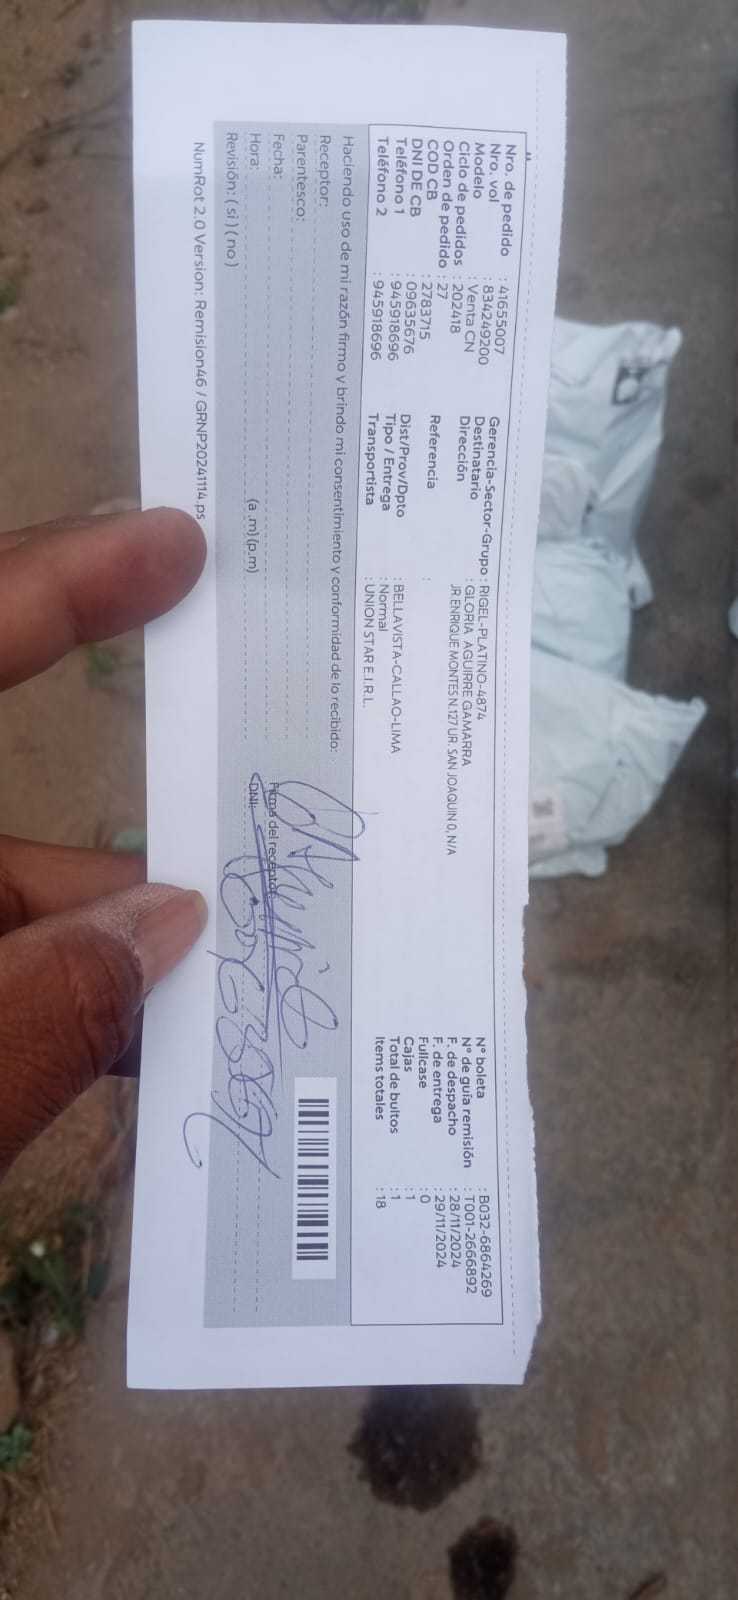 Nro. de pedido : 41655007
Nro. vol : 834249200
Modelo : Venta CN
Ciclo de pedidos : 202418
Orden de pedido : 27
COD CB : 2783715
DNI DE CB : 09635676
Teléfono 1 : 945918696
Teléfono 2 : 945918696
Gerencia-Sector-Grupo : RIGEL-PLATINO-4874
Destinatario : GLORIA AGUIRRE GAMARRA
Dirección JR ENRIQUE MONTES N.127 UR. SAN JOAQUIN 0, N/A
Referencia :
Dist/Prov/Dpto : BELLAVISTA-CALLAO-LIMA
Tipo / Entrega : Normal
Transportista : UNION STAR E.I.R.L.
N° boleta : B032-6864269
N° de guía remisión : T001-2666892
F. de despacho : 28/11/2024
F. de entrega : 29/11/2024
Fullcase : 0
Cajas : 1
Total de bultos : 1
Items totales : 18
Haciendo uso de mi razón firmo y brindo mi consentimiento y conformidad de lo recibido:
Receptor:
Parentesco:
Fecha:
Firma del receptor
Hora: (a .m) (p.m)
DNI:
Revisión: ( si ) ( no )
NumRot 2.0 Version: Remision46 / GRNP20241114.ps